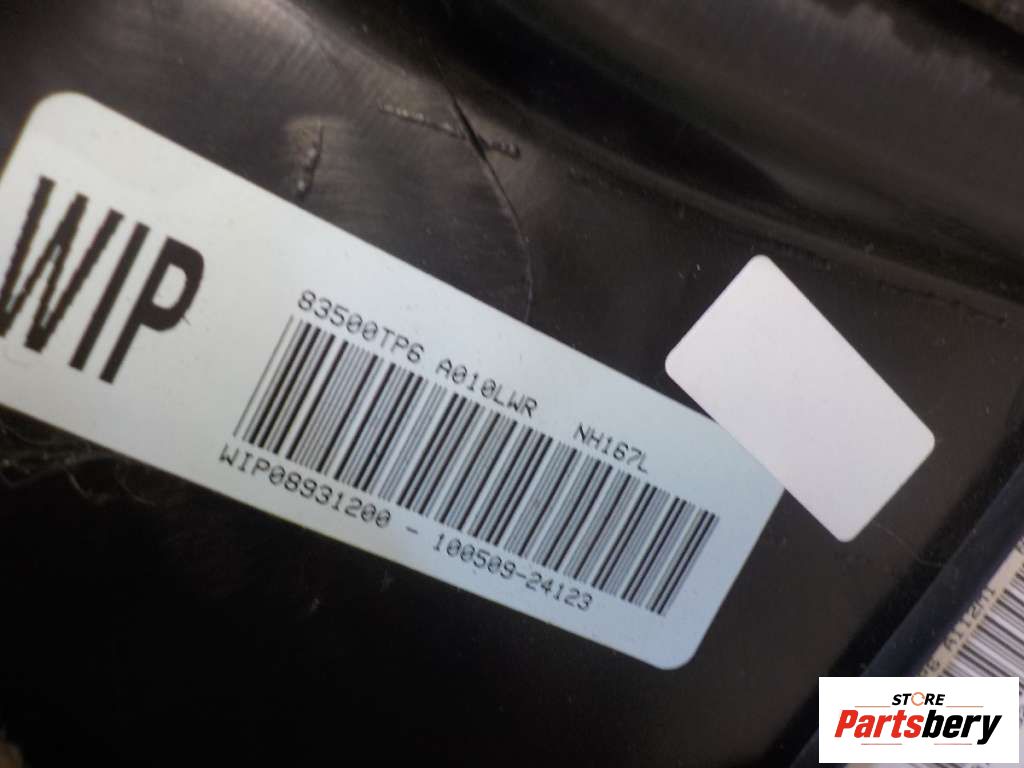 WIP
83500TP6 A010LWR NH167L
WIP08931200 - 100509-24123
STORE
Partsbery